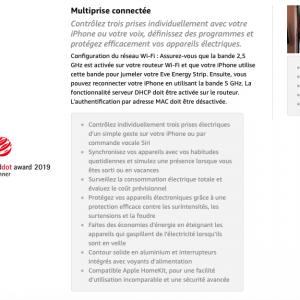 Multiprise connectée
Contrôlez trois prises individuellement avec votre
iPhone ou votre voix, définissez des programmes et
protégez efficacement vos appareils électriques.
Configuration du réseau Wi-Fi : Assurez-vous que la bande 2,5
GHz est activée sur votre routeur Wi-Fi et que votre iPhone utilise
cette bande pour jumeler votre Eve Energy Strip. Ensuite, vous
pouvez reconnecter votre iPhone en utilisant la bande 5 GHz. La
fonctionnalité serveur DHCP doit être activée sur le routeur.
L'authentification par adresse MAC doit être désactivée.
Contrôlez individuellement trois prises électriques
d'un simple geste sur votre iPhone ou par
commande vocale Siri
Synchronisez vos appareils avec vos habitudes
quotidiennes et simulez une présence lorsque vous
êtes sorti ou en vacances
Surveillez la consommation électrique totale et
évaluez le coût prévisionnel
Protégez vos appareils électroniques grâce à une
protection efficace contre les surintensités, les
surtensions et la foudre
Faites des économies d'énergie en éteignant les
appareils qui gaspillent de l'électricité lorsqu'ils
sont en veille
Contour solide en aluminium et interrupteurs
intégrés avec voyants d'alimentation
Compatible Apple HomeKit, pour une facilité
d'utilisation incomparable et une sécurité avancée
ddot award 2019
nner